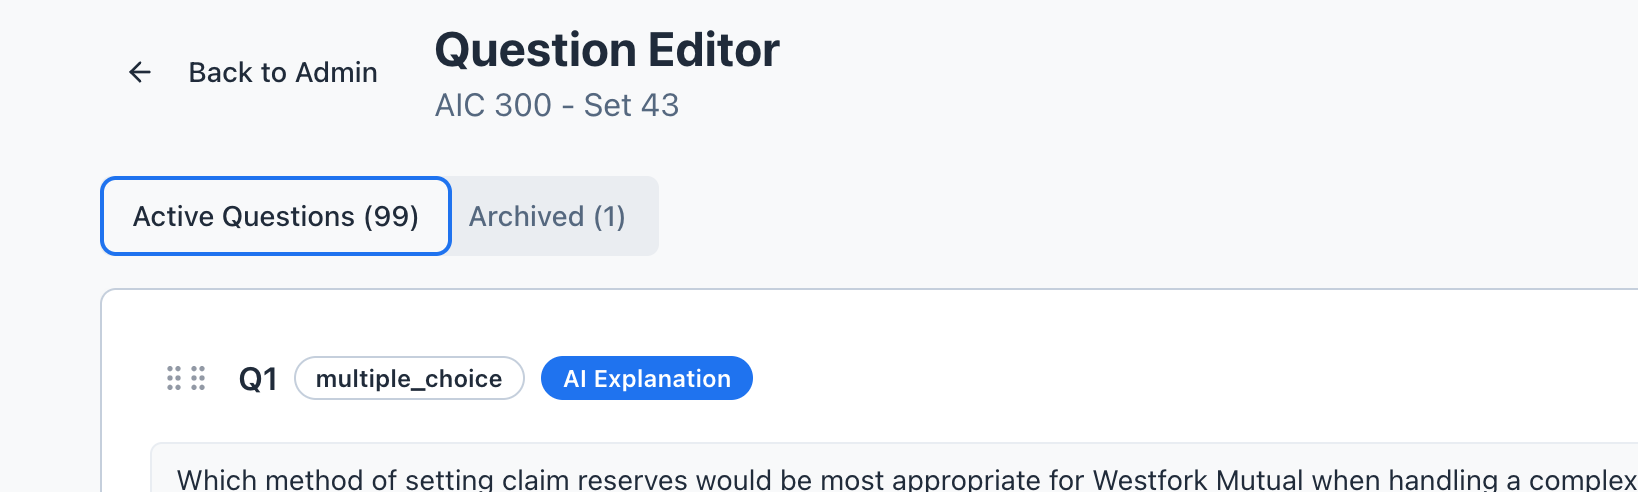 Back to Admin
Question Editor
AIC 300 - Set 43
Active Questions (99)
Archived (1)
Q1 multiple_choice AI Explanation
Which method of setting claim reserves would be most appropriate for Westfork Mutual when handling a complex